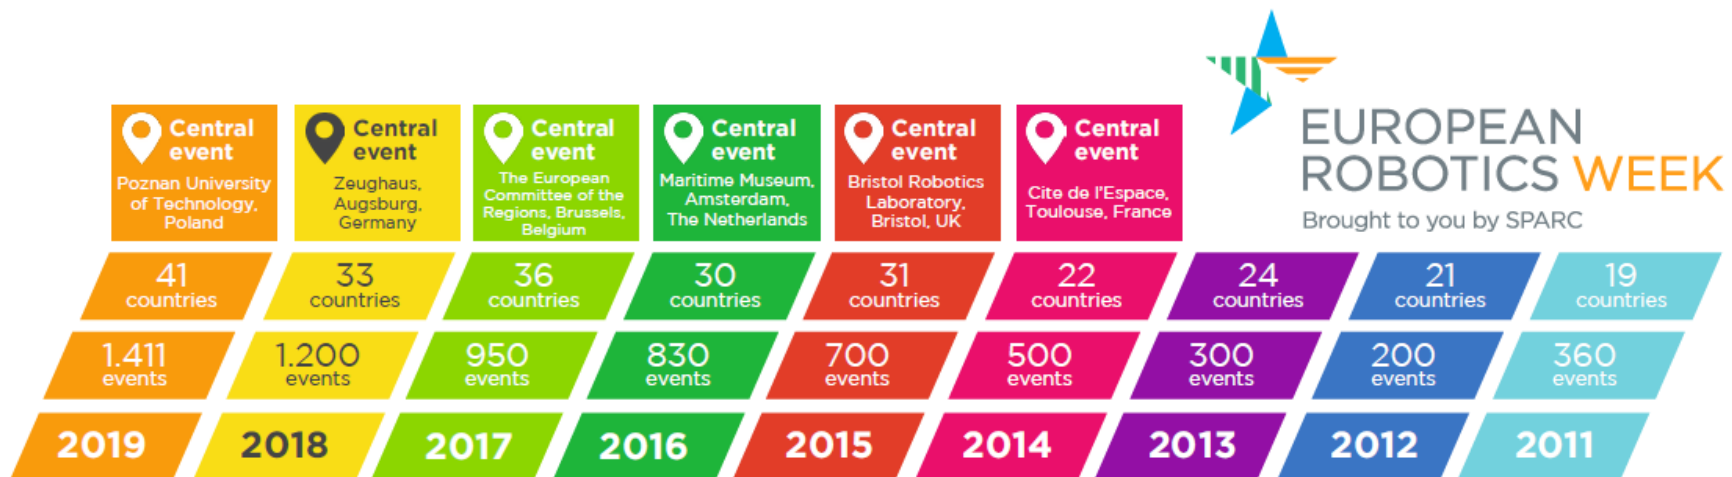 Central
event
Poznan University
of Technology,
Poland
Central
event
Zeughaus,
Augsburg,
Germany
Central
event
The European
Committee of the
Regions, Brussels,
Belgium
Central
event
Maritime Museum,
Amsterdam,
The Netherlands
Central
event
Bristol Robotics
Laboratory,
Bristol, UK
Central
event
Cite de l'Espace,
Toulouse, France
EUROPEAN
ROBOTICS WEEK
Brought to you by SPARC
41
countries
33
countries
36
countries
30
countries
31
countries
22
countries
24
countries
21
countries
19
countries
1.411
events
1.200
events
950
events
830
events
700
events
500
events
300
events
200
events
360
events
2019
2018
2017
2016
2015
2014
2013
2012
2011